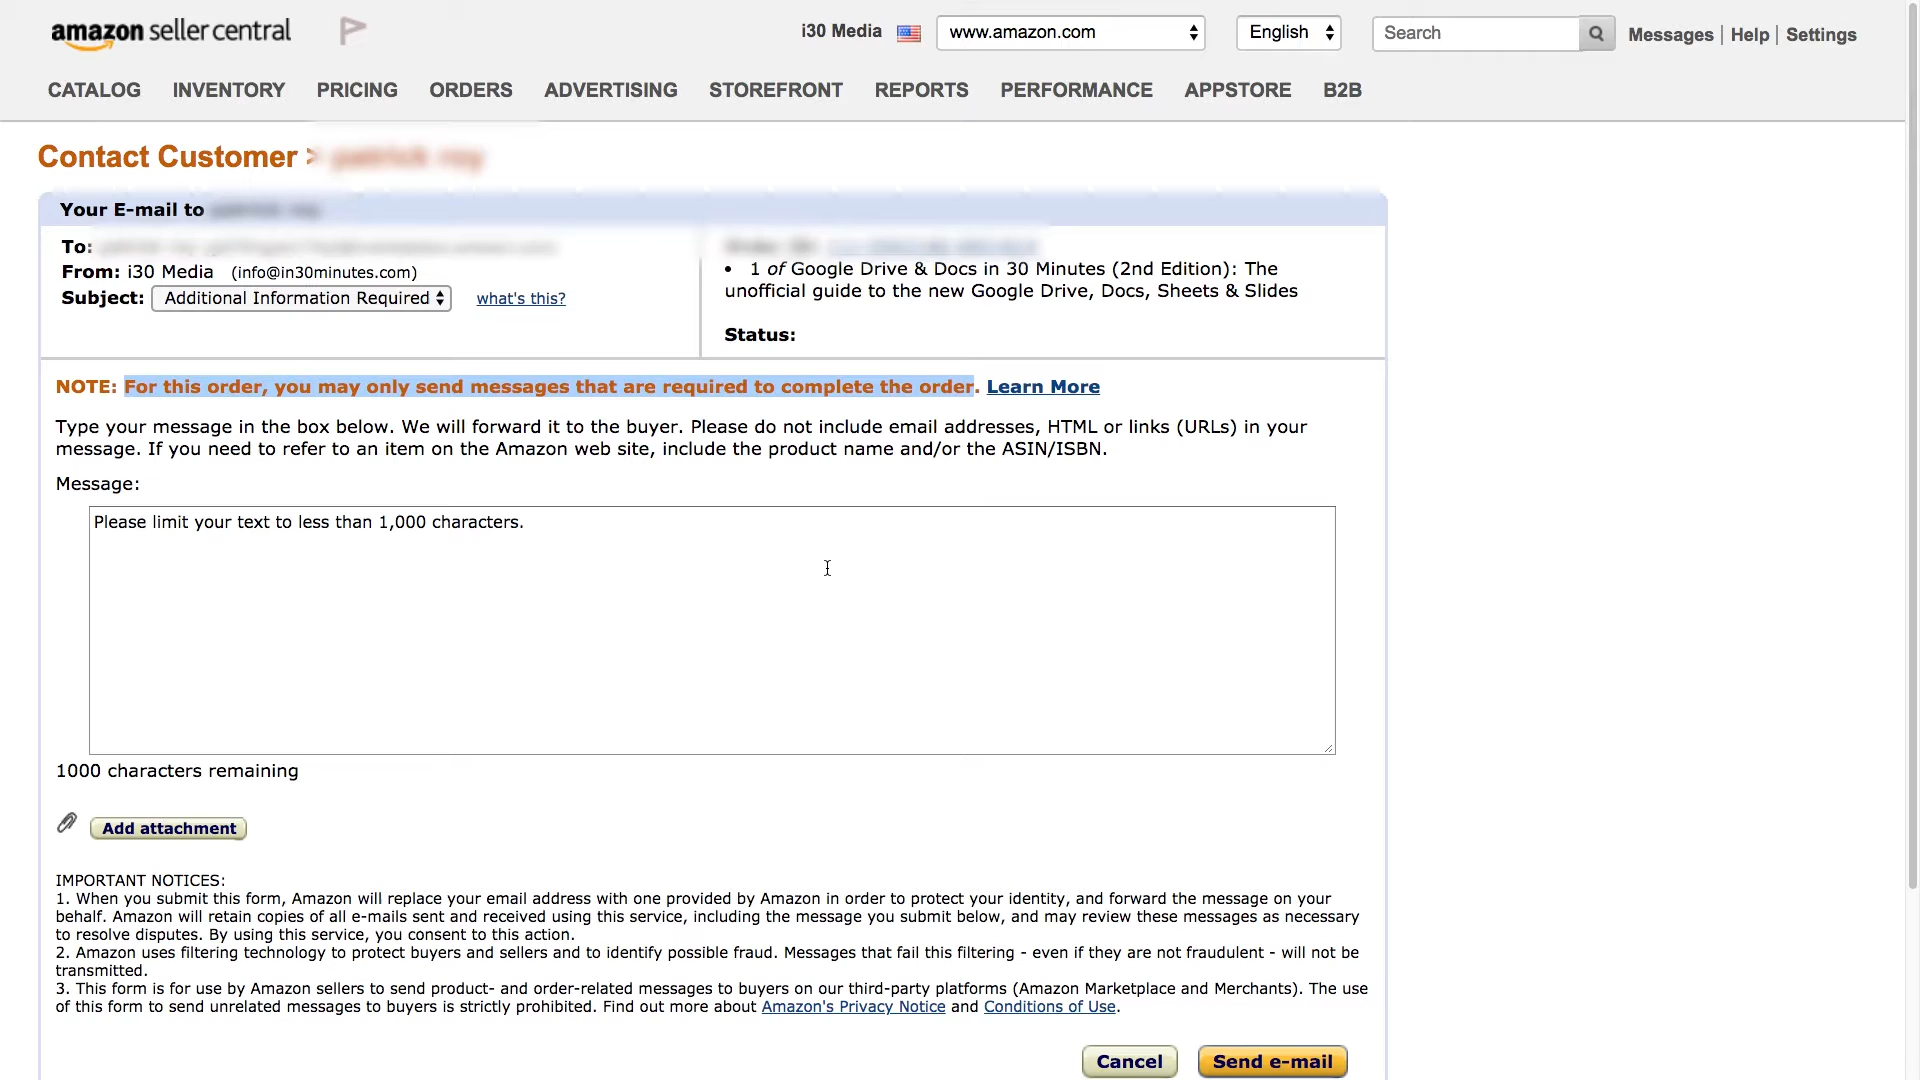 amazon seller central
i30 Media
www.amazon.com
English
Search
Messages | Help | Settings
CATALOG INVENTORY PRICING ORDERS ADVERTISING STOREFRONT REPORTS PERFORMANCE APPSTORE B2B
Contact Customer >
Your E-mail to
To:
From: i30 Media (info@in30minutes.com)
Subject: Additional Information Required what's this?
• 1 of Google Drive & Docs in 30 Minutes (2nd Edition): The
unofficial guide to the new Google Drive, Docs, Sheets & Slides
Status:
NOTE: For this order, you may only send messages that are required to complete the order. Learn More
Type your message in the box below. We will forward it to the buyer. Please do not include email addresses, HTML or links (URLs) in your
message. If you need to refer to an item on the Amazon web site, include the product name and/or the ASIN/ISBN.
Message:
Please limit your text to less than 1,000 characters.
1000 characters remaining
Add attachment
IMPORTANT NOTICES:
1. When you submit this form, Amazon will replace your email address with one provided by Amazon in order to protect your identity, and forward the message on your
behalf. Amazon will retain copies of all e-mails sent and received using this service, including the message you submit below, and may review these messages as necessary
to resolve disputes. By using this service, you consent to this action.
2. Amazon uses filtering technology to protect buyers and sellers and to identify possible fraud. Messages that fail this filtering - even if they are not fraudulent - will not be
transmitted.
3. This form is for use by Amazon sellers to send product- and order-related messages to buyers on our third-party platforms (Amazon Marketplace and Merchants). The use
of this form to send unrelated messages to buyers is strictly prohibited. Find out more about Amazon's Privacy Notice and Conditions of Use.
Cancel
Send e-mail